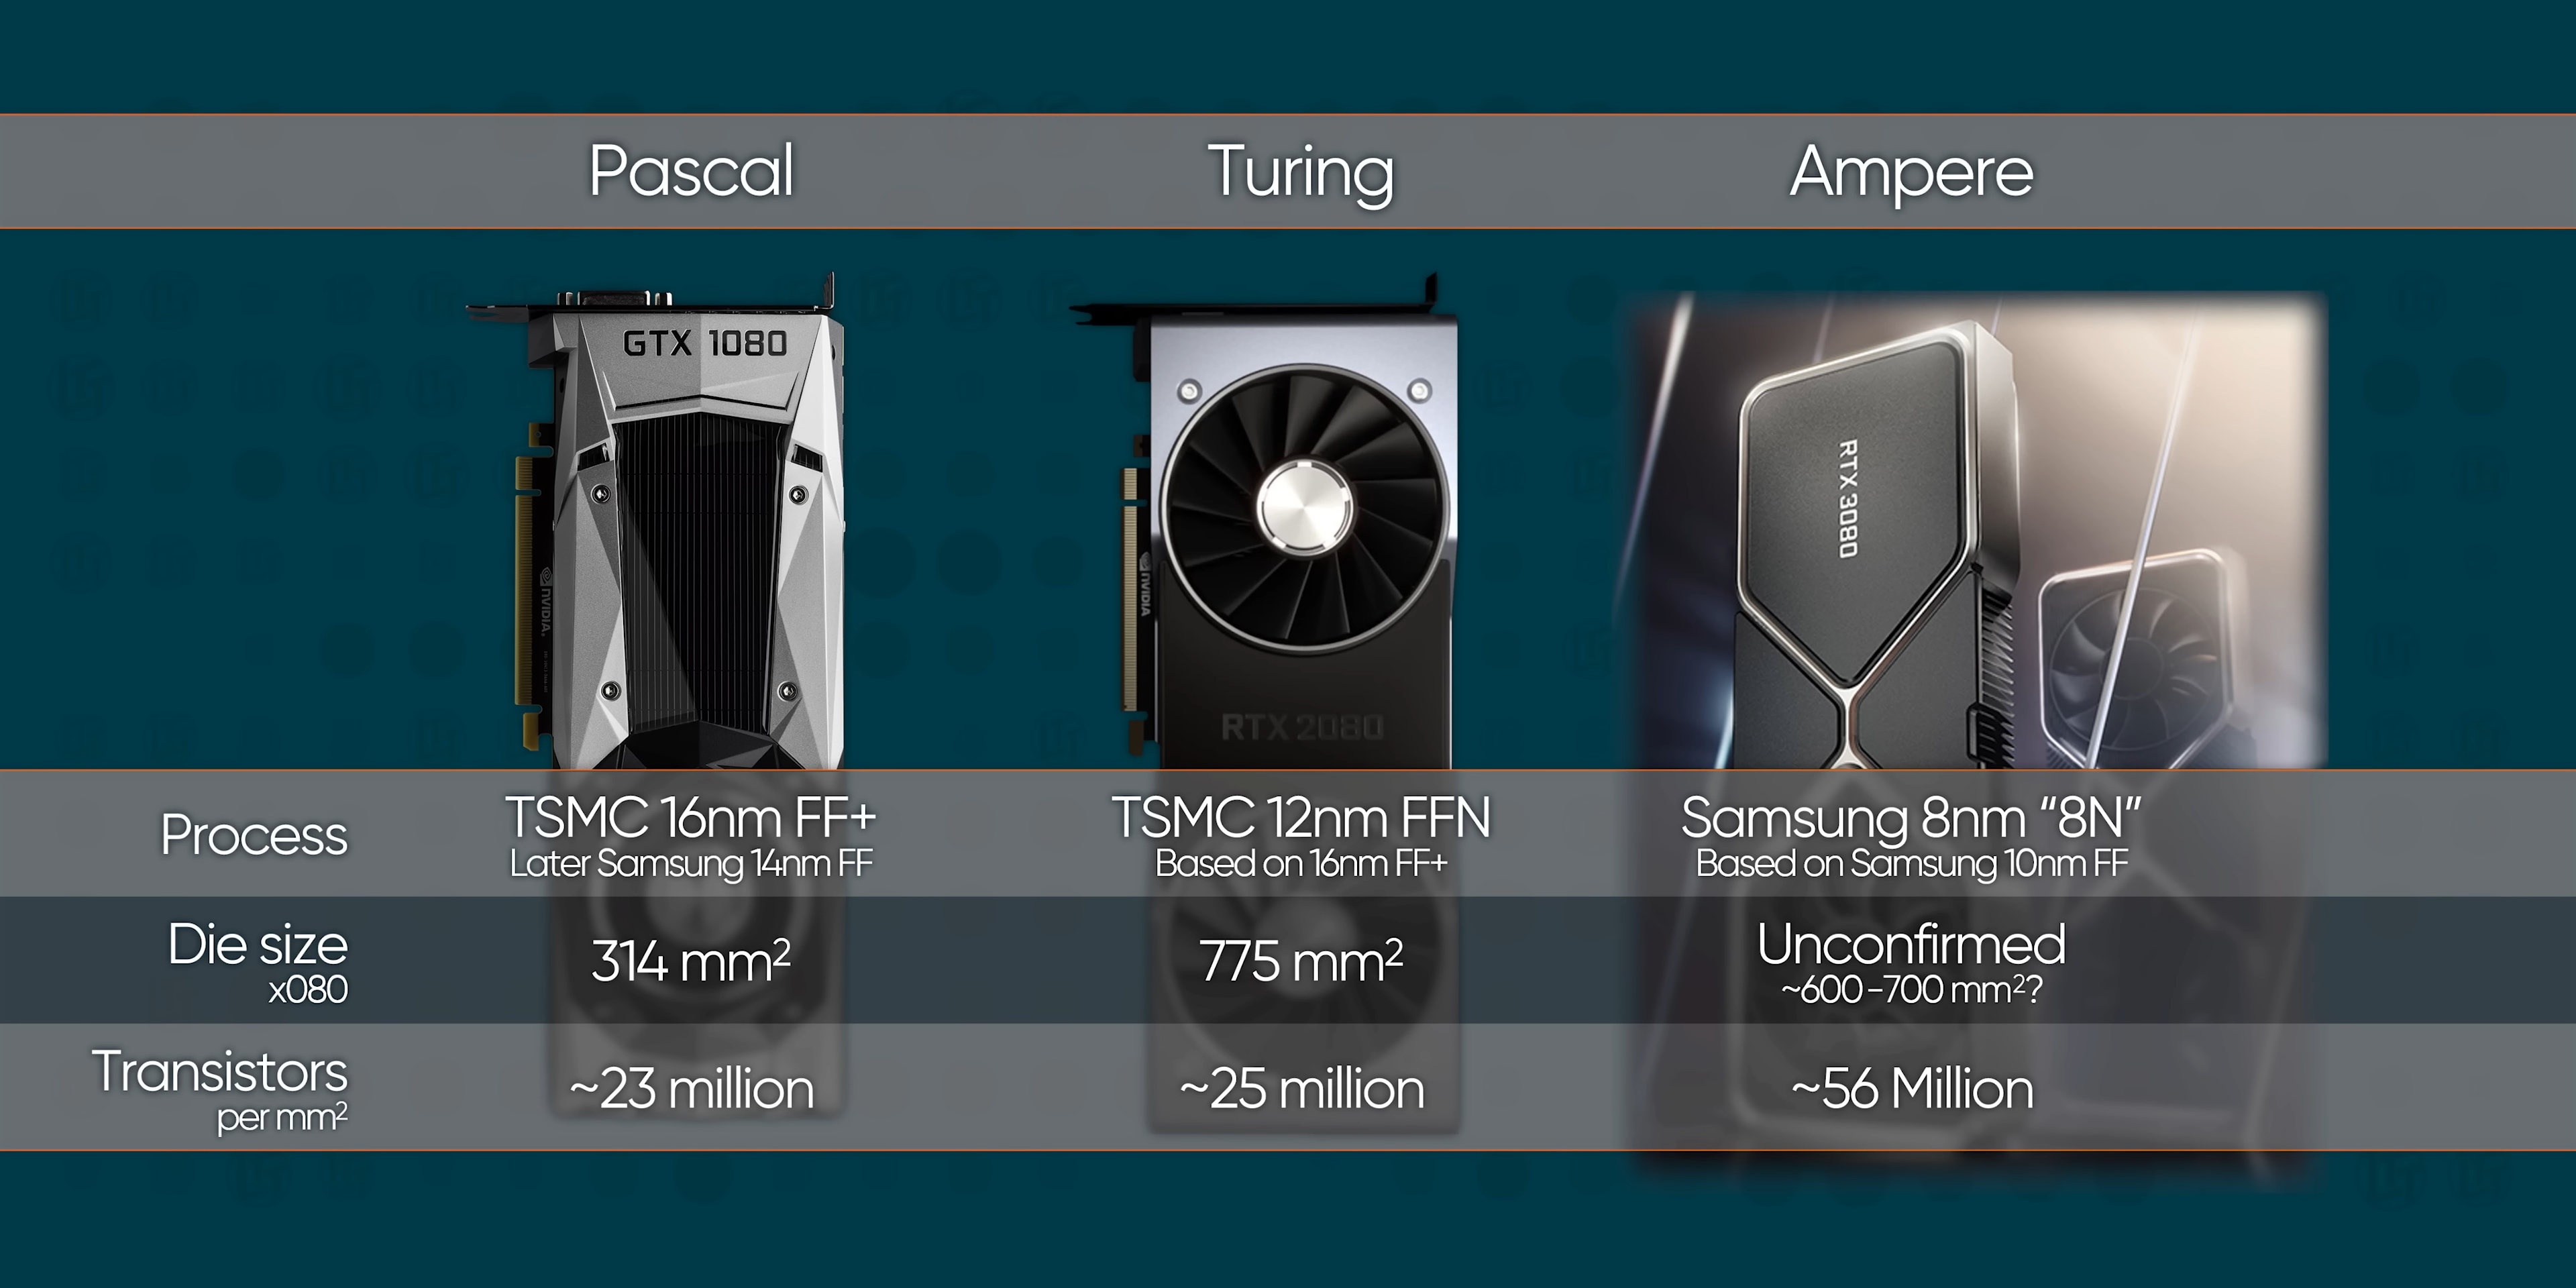 Pascal
Turing
Ampere
GTX 1080
RTX 3080
NVIDIA
NVIDIA
RTX 2080
Process
TSMC 16nm FF+
Later Samsung 14nm FF
TSMC 12nm FFN
Based on 16nm FF+
Samsung 8nm “8N”
Based on Samsung 10nm FF
Die size
x080
314 mm²
775 mm²
Unconfirmed
~600-700 mm²?
Transistors
per mm²
~23 million
~25 million
~56 Million